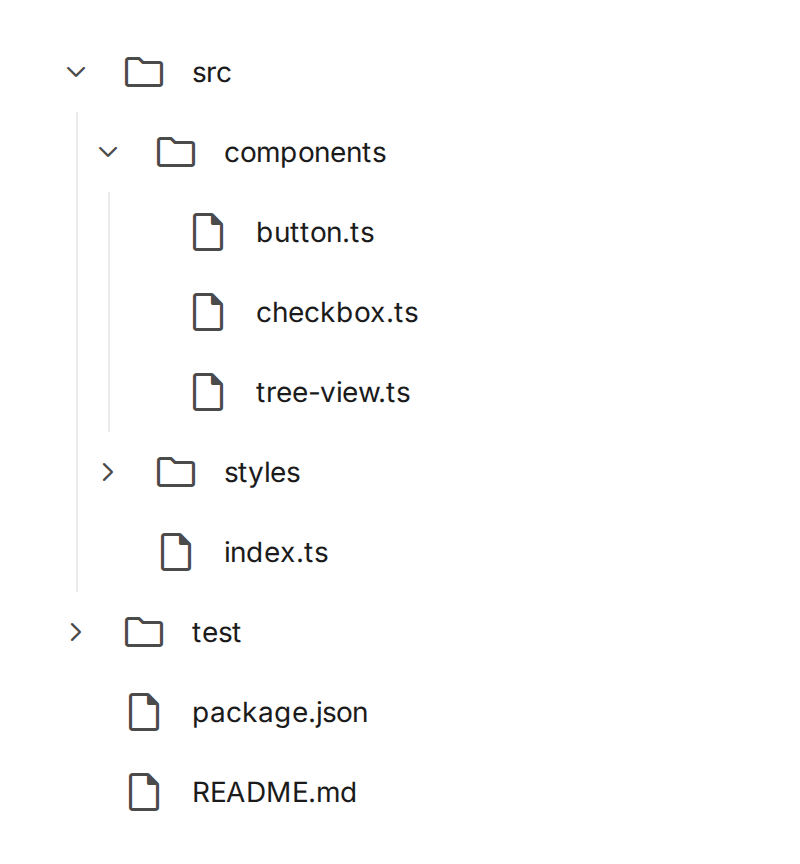 src
components
button.ts
checkbox.ts
tree-view.ts
styles
index.ts
test
package.json
README.md